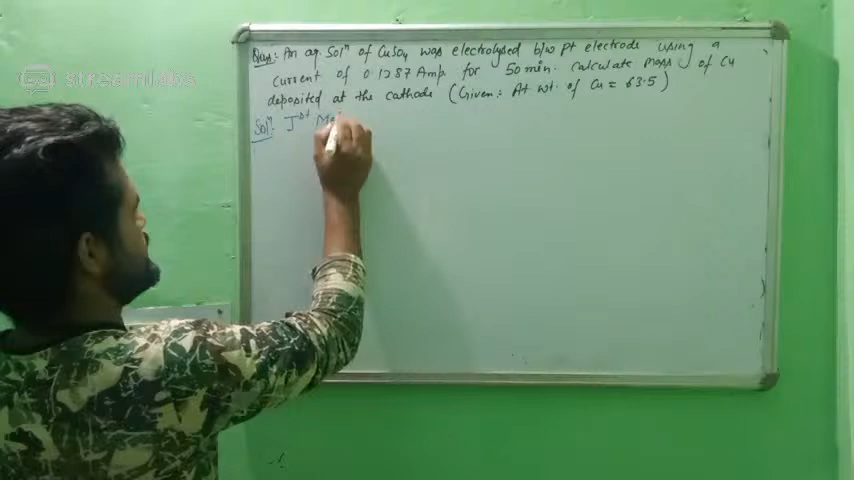 streamlabs
Ques: An aq. Solⁿ of CuSO4 was electrolysed b/w pt electrode using a
current of 0.1287 Amp for 50 min. calculate mass of Cu
deposited at the cathode (Given: At wt. of Cu = 63.5)
Solⁿ: Ist